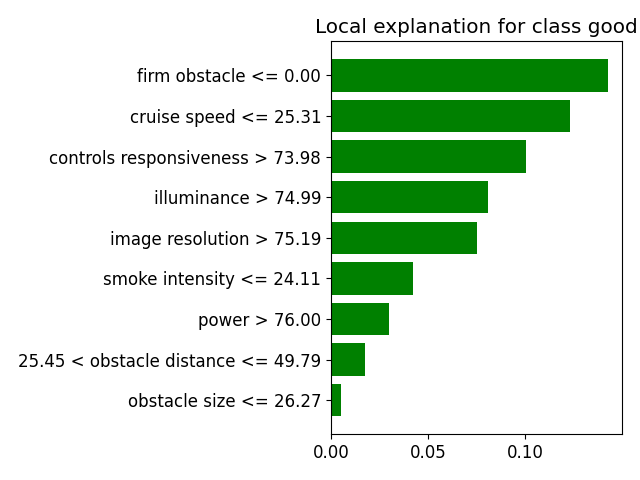 Local explanation for class good
firm obstacle <= 0.00
cruise speed <= 25.31
controls responsiveness > 73.98
illuminance > 74.99
image resolution > 75.19
smoke intensity <= 24.11
power > 76.00
25.45 < obstacle distance <= 49.79
obstacle size <= 26.27
0.00 0.05 0.10